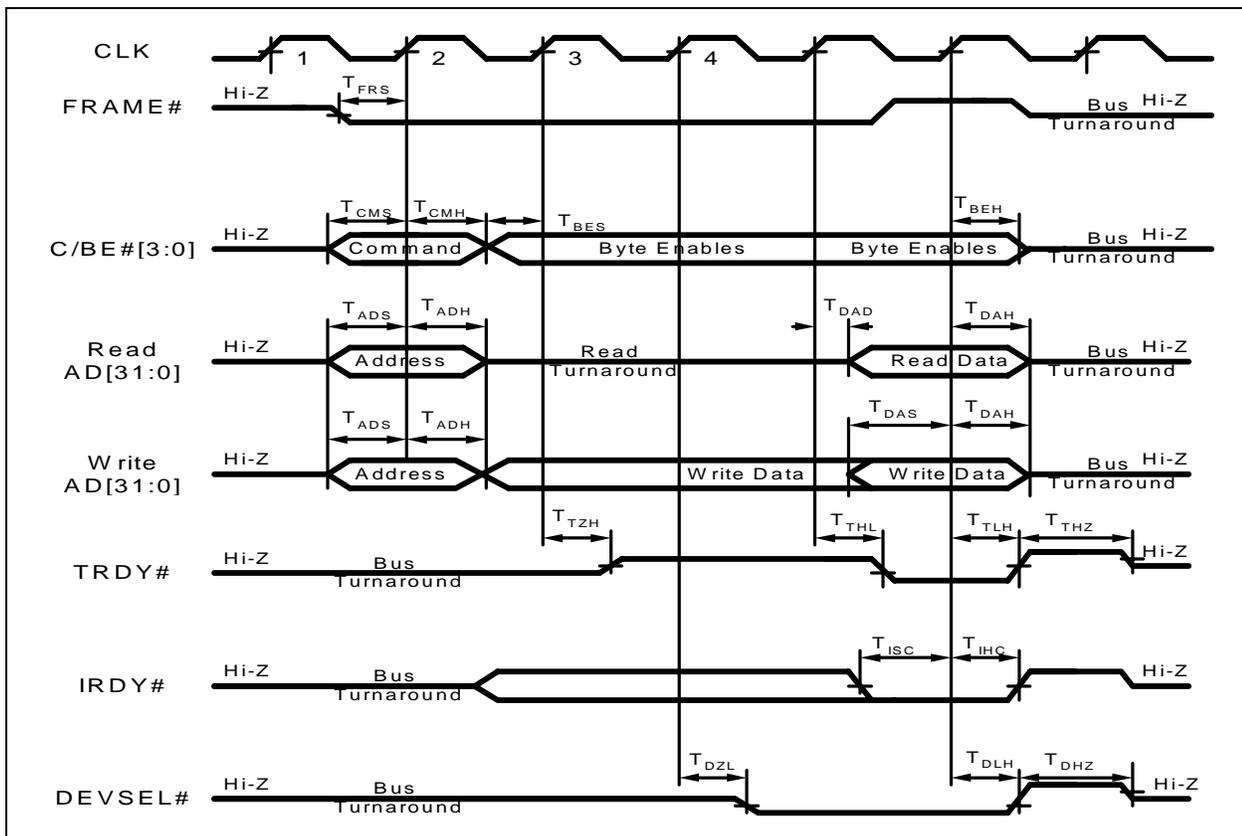 CLK
1 2 3 4
Hi-Z TFRS Bus Hi-Z
FRAME# Turnaround
TCMS TCMH TBES TBEH
Hi-Z Bus
C/BE#[3:0] Command Byte Enables Byte Enables Turnaround
TADS TADH TDAD TDAH
Read Hi-Z Address Read Read Data Bus Hi-Z
AD[31:0] Turnaround Turnaround
TADS TADH TDAS TDAH
Write Hi-Z Address Write Data Write Data Bus Hi-Z
AD[31:0] Turnaround
TTZH TTHL TTLH TTHZ
Hi-Z Bus Hi-Z
TRDY# Turnaround
TISC TIHC
Hi-Z Bus Hi-Z
IRDY# Turnaround
TDZL TDLH TDHZ
Hi-Z Bus Hi-Z
DEVSEL# Turnaround